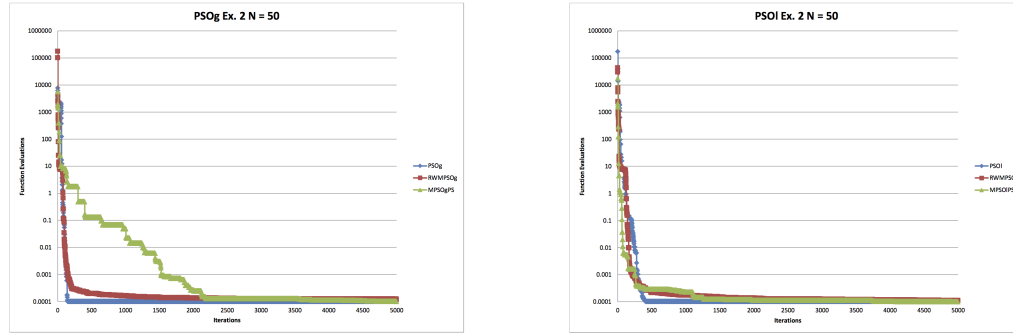 PSOg Ex. 2 N = 50
1000000
100000
10000
1000
100
10
1
0.1
0.01
0.001
0.0001
Function Evaluations
0 500 1000 1500 2000 2500 3000 3500 4000 4500 5000
Iterations
PSOg
RWMPSOg
MPSOgPS
PSOl Ex. 2 N = 50
1000000
100000
10000
1000
100
10
1
0.1
0.01
0.001
0.0001
Function Evaluations
0 500 1000 1500 2000 2500 3000 3500 4000 4500 5000
Iterations
PSOl
RWMPSO
MPSOlPS